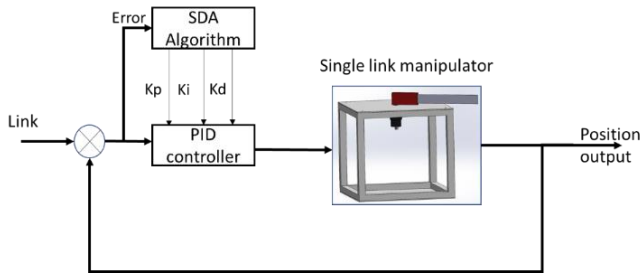 Error
SDA
Algorithm
Single link manipulator
Kp Ki Kd
Link
PID
controller
Position
output